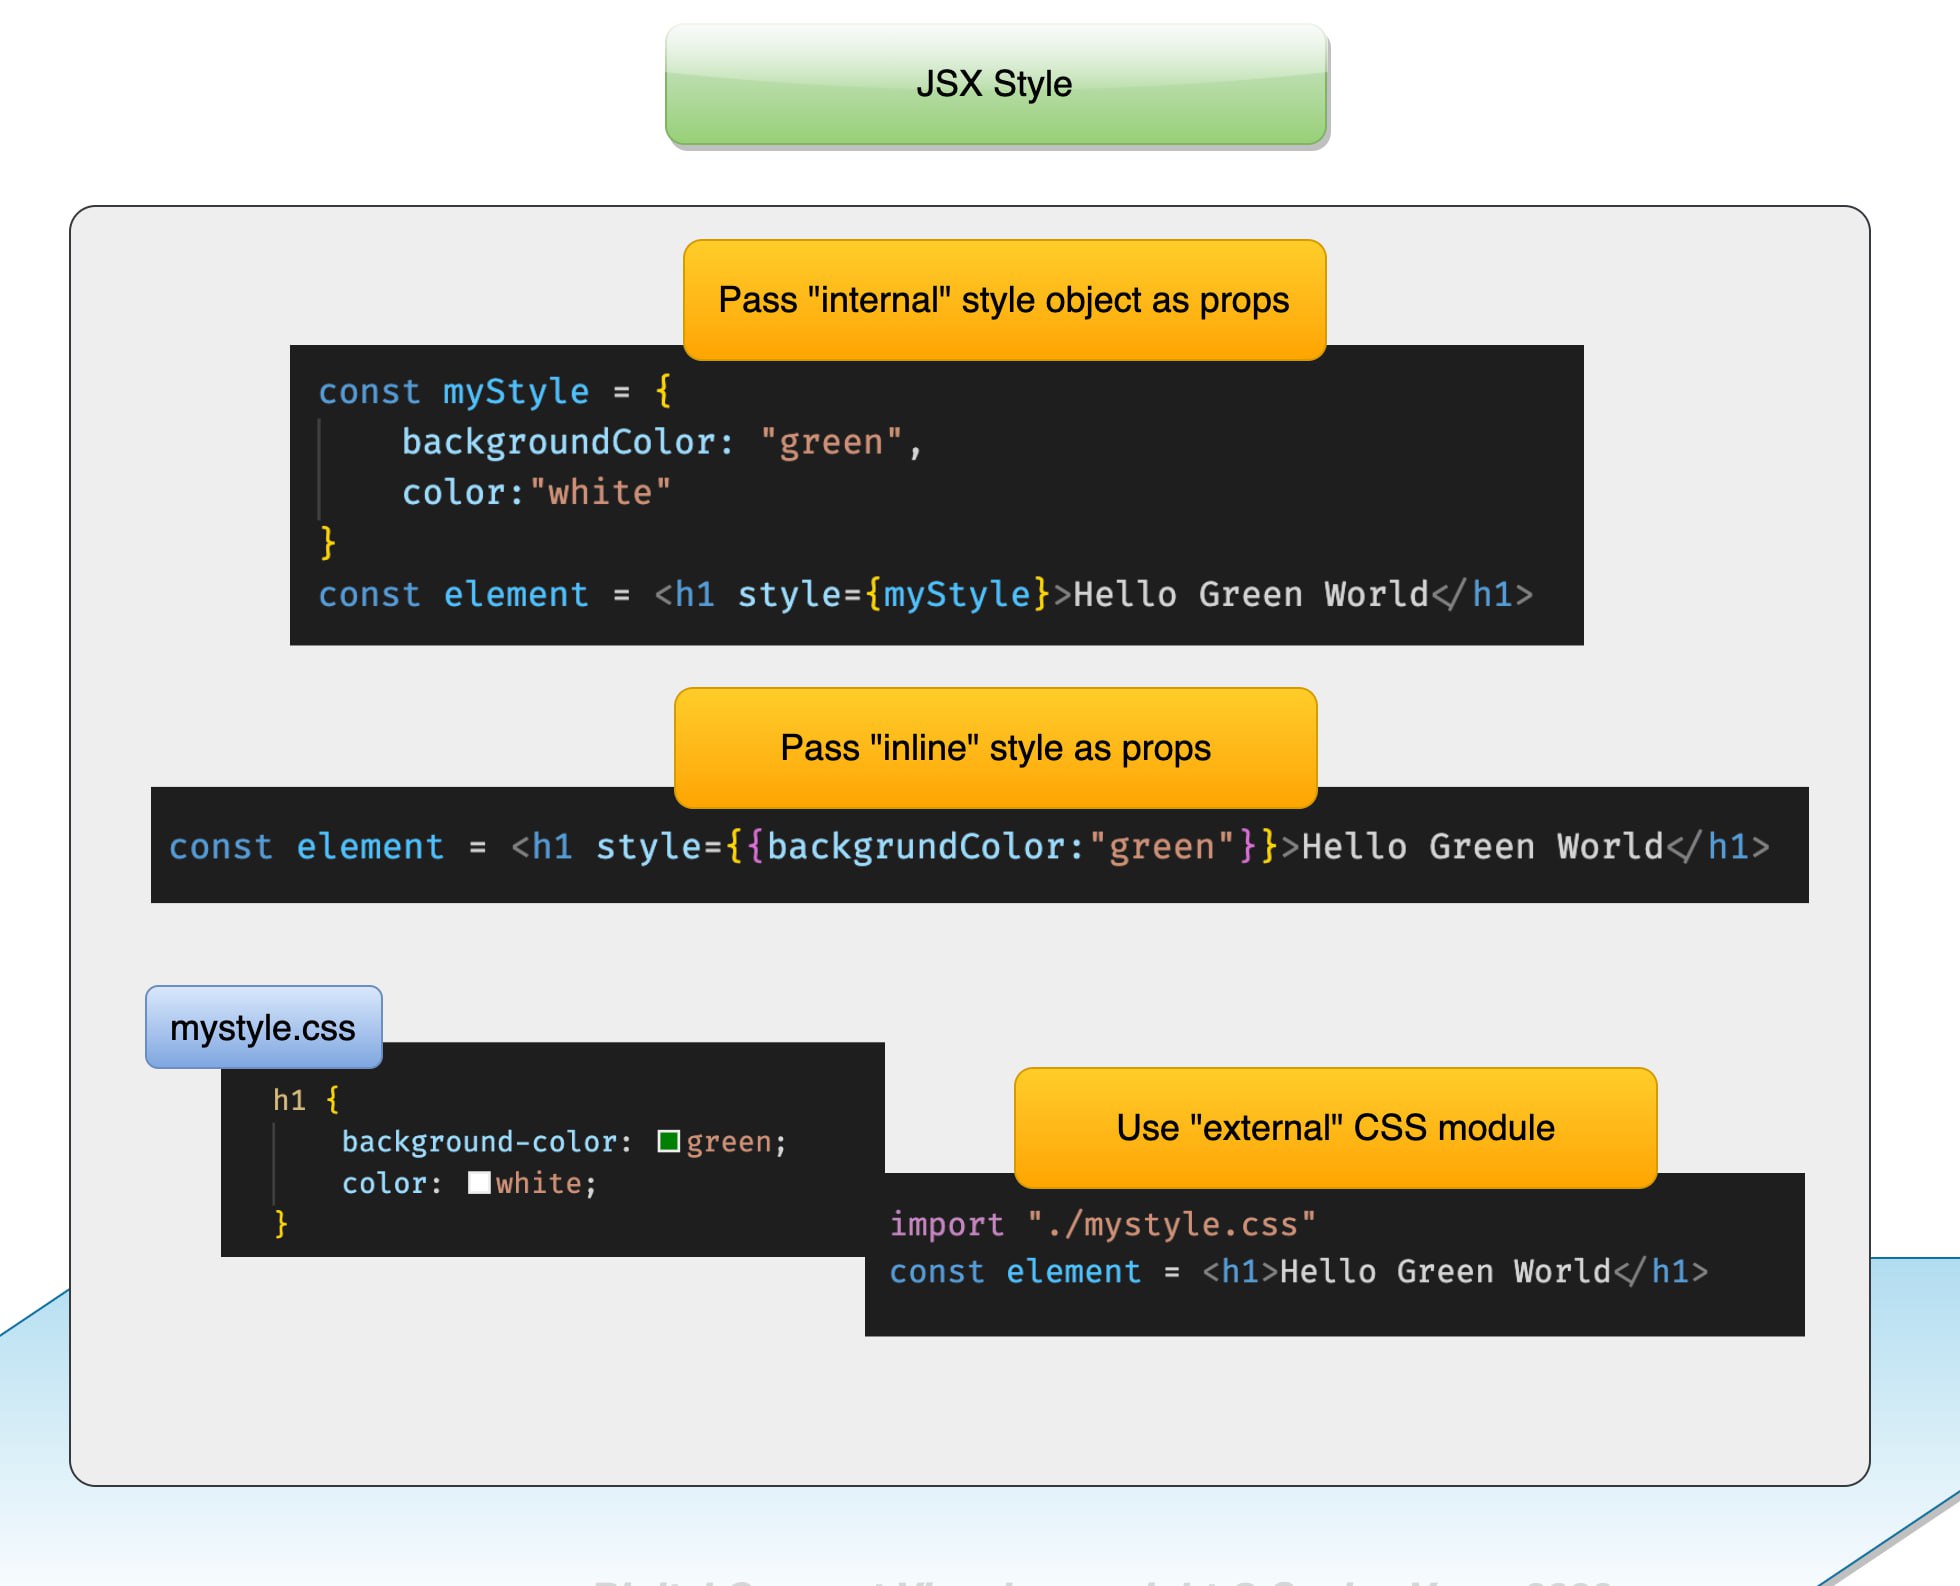 JSX Style
Pass "internal" style object as props
const myStyle = {
backgroundColor: "green",
color:"white"
}
const element = <h1 style={myStyle}>Hello Green World</h1>
Pass "inline" style as props
const element = <h1 style={{backgrundColor:"green"}}>Hello Green World</h1>
mystyle.css
h1 {
background-color: green;
color: white;
}
Use "external" CSS module
import "./mystyle.css"
const element = <h1>Hello Green World</h1>